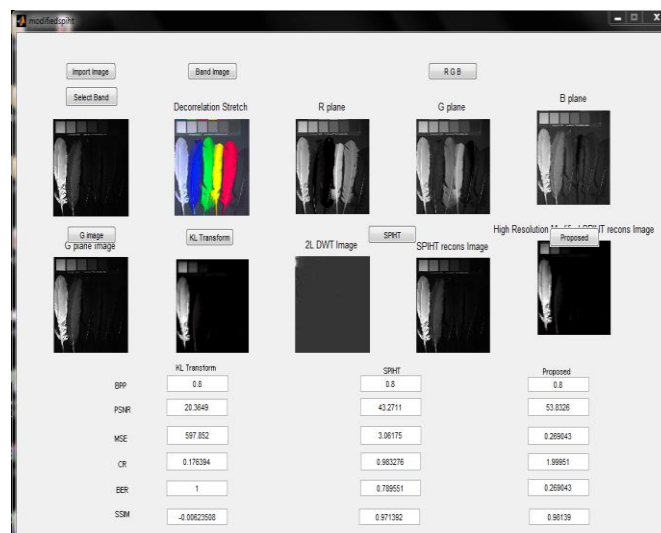 modifiedspiht
Import Image
Band Image
R G B
Select Band
Decorrelation Stretch
R plane
G plane
B plane
G image
G plane image
KL Transform
2L DWT Image
SPIHT
SPIHT recons Image
High Resolution Modified SPIHT recons Image
Proposed
KL Transform
SPIHT
Proposed
BPP
0.8
0.8
0.8
PSNR
20.3649
43.2711
53.8326
MSE
597.852
3.06175
0.269043
CR
0.176394
0.983276
1.99951
BER
1
0.789551
0.269043
SSIM
-0.00623508
0.971392
0.98139